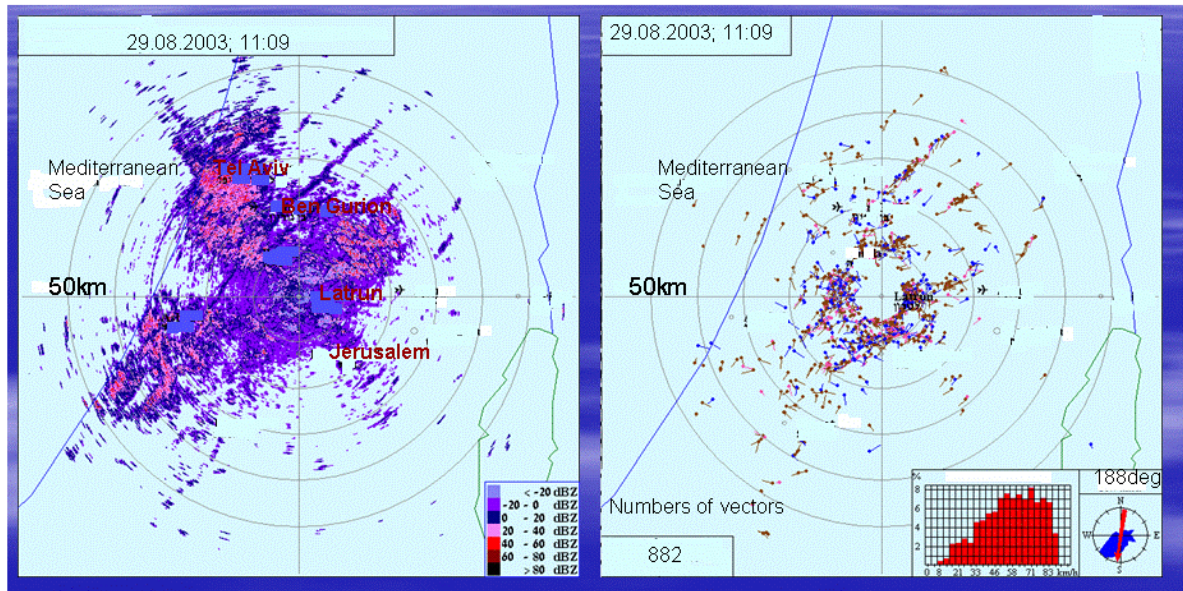 29.08.2003; 11:09
Mediterranean
Sea
Tel Aviv
Ben Gurion
50km
Latrun
Jerusalem
< -20 dBZ
-20 - 0 dBZ
0 - 20 dBZ
20 - 40 dBZ
40 - 60 dBZ
60 - 80 dBZ
> 80 dBZ
29.08.2003; 11:09
Mediterranean
Sea
50km
Latrun
Numbers of vectors
882
%
8
6
4
2
0 8 21 33 46 58 71 83 km/h
188deg
N
W E
S